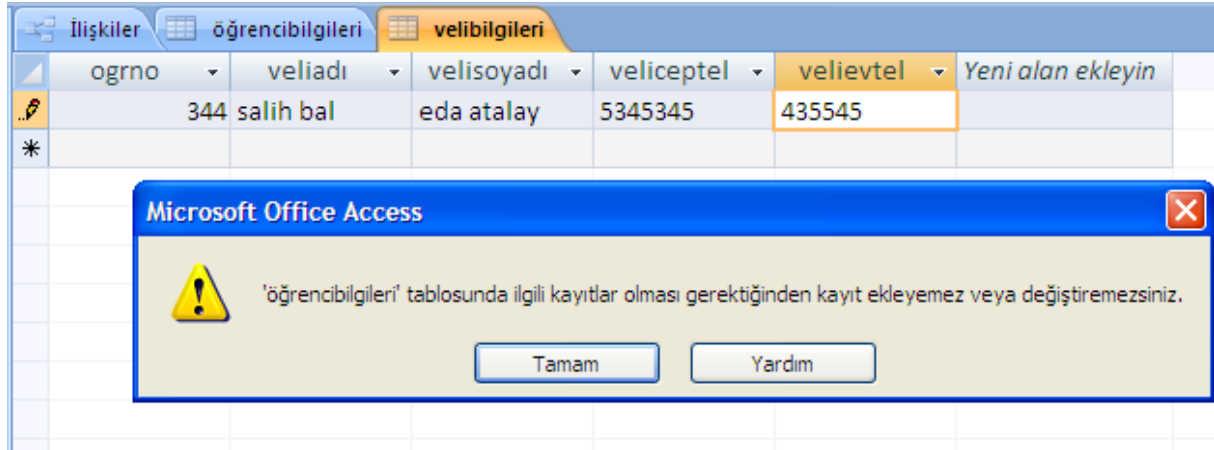 İlişkiler öğrencibilgileri velibilgileri
ogrno veliadı velisoyadı veliceptel velievtel Yeni alan ekleyin
344 salih bal eda atalay 5345345 435545
Microsoft Office Access
'öğrencibilgileri' tablosunda ilgili kayıtlar olması gerektiğinden kayıt ekleyemez veya değiştiremezsiniz.
Tamam Yardım